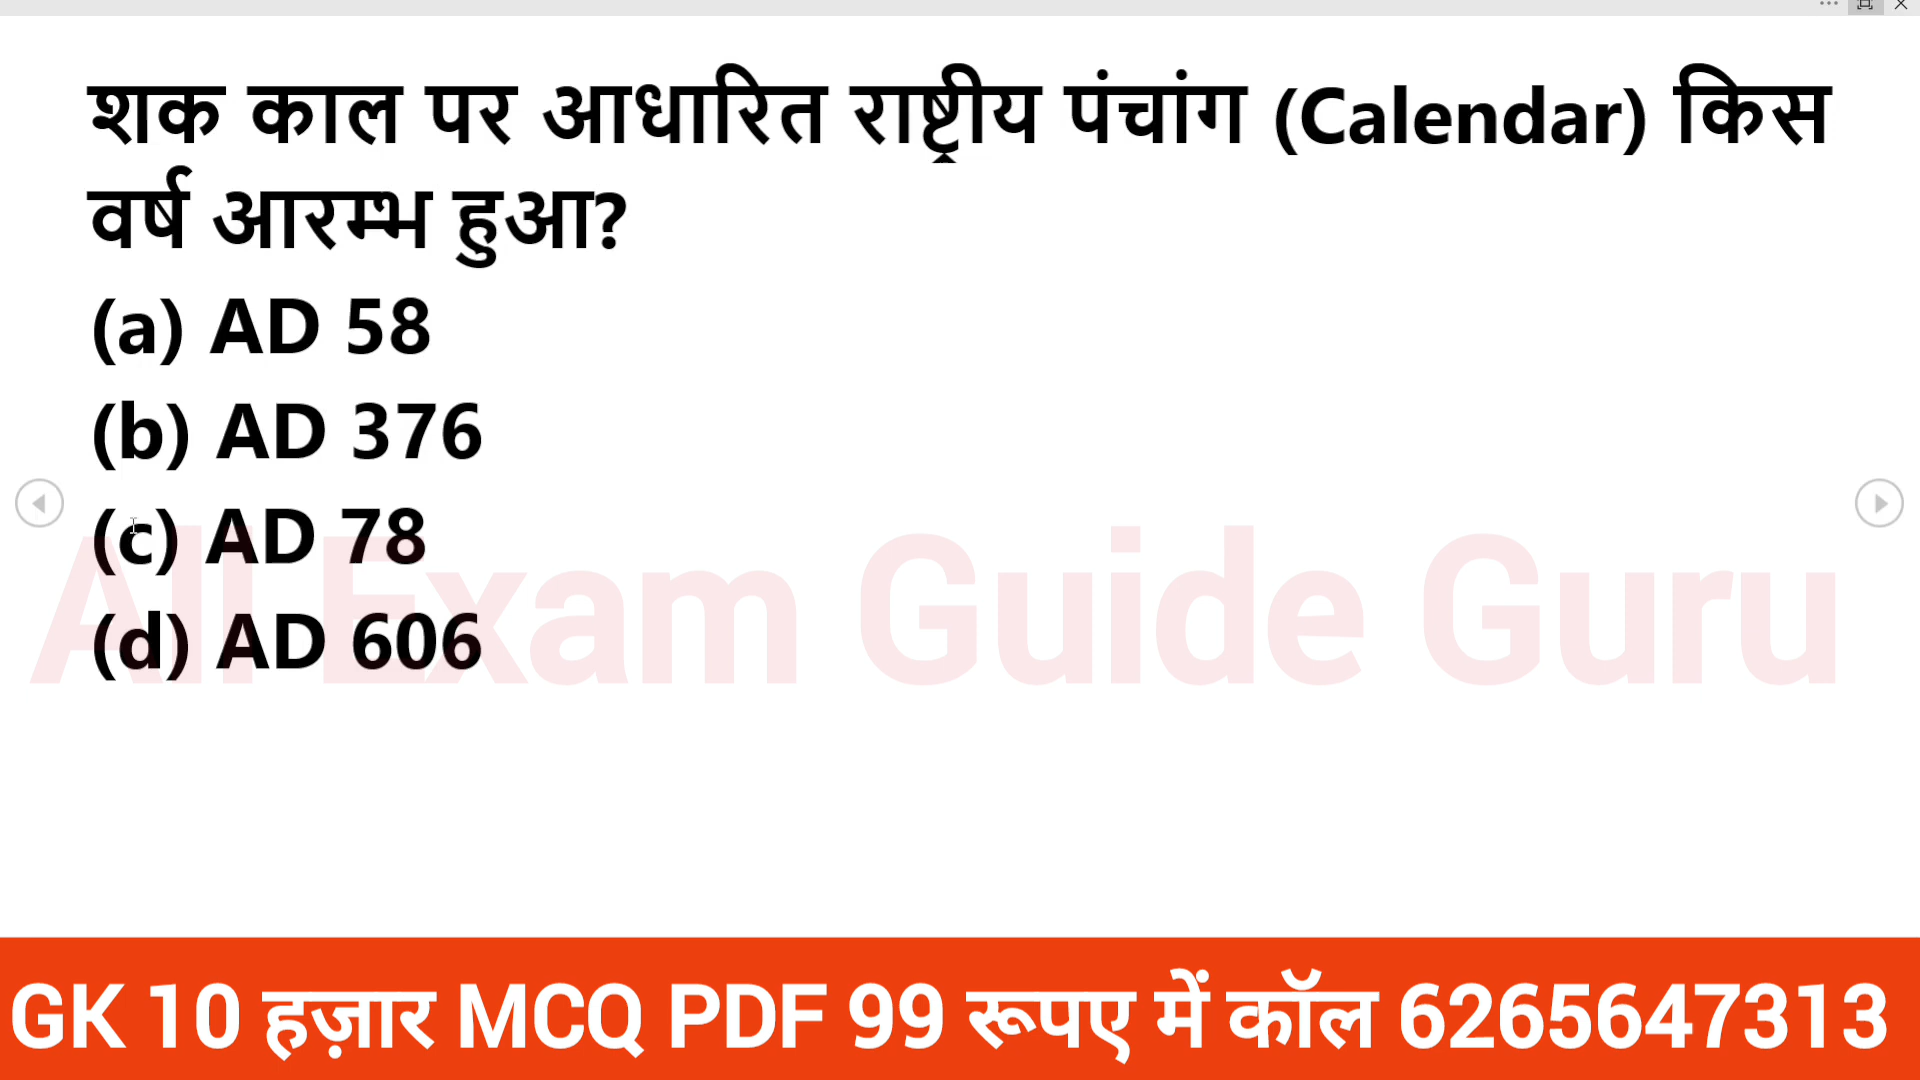 शक काल पर आधारित राष्ट्रीय पंचांग (Calendar) किस
वर्ष आरम्भ हुआ?
(a) AD 58
(b) AD 376
(c) AD 78
(d) AD 606
All Exam Guide Guru
GK 10 हज़ार MCQ PDF 99 रूपए में कॉल 6265647313